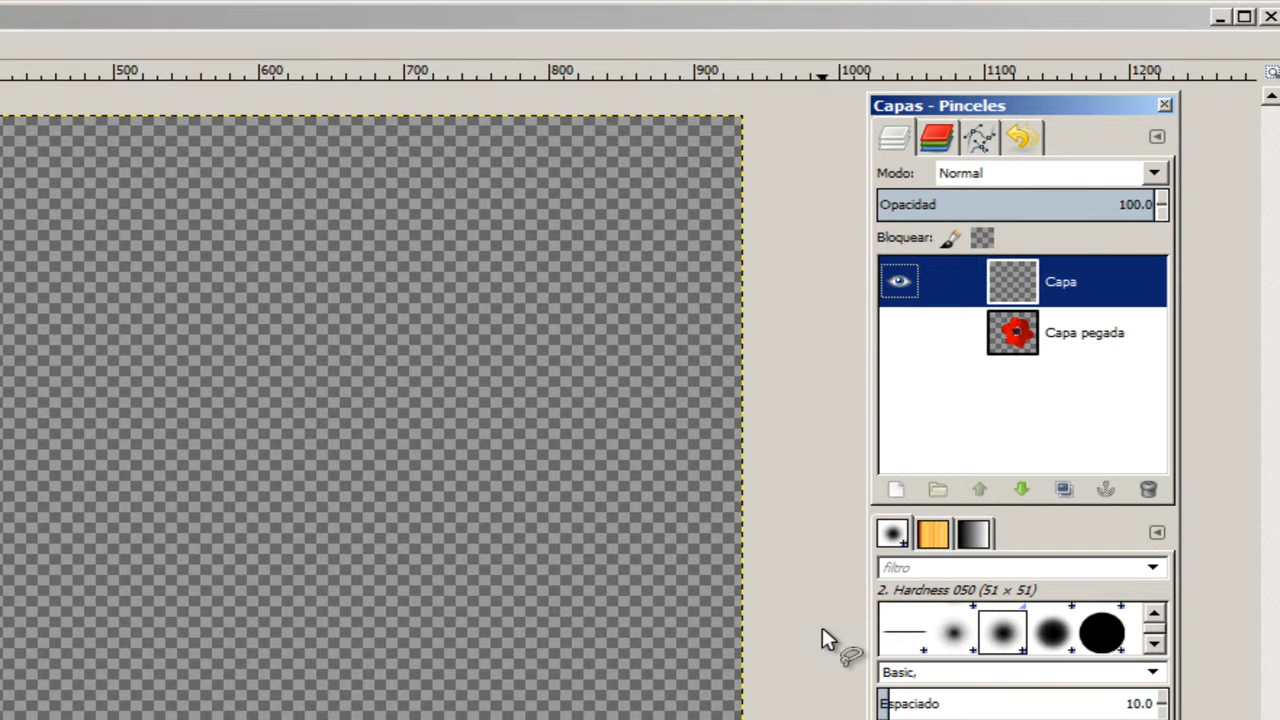 500 600 700 800 900 1000 1100 1200
Capas - Pinceles
Modo: Normal
Opacidad 100.0
Bloquear:
Capa
Capa pegada
filtro
2. Hardness 050 (51 × 51)
Basic,
Espaciado 10.0